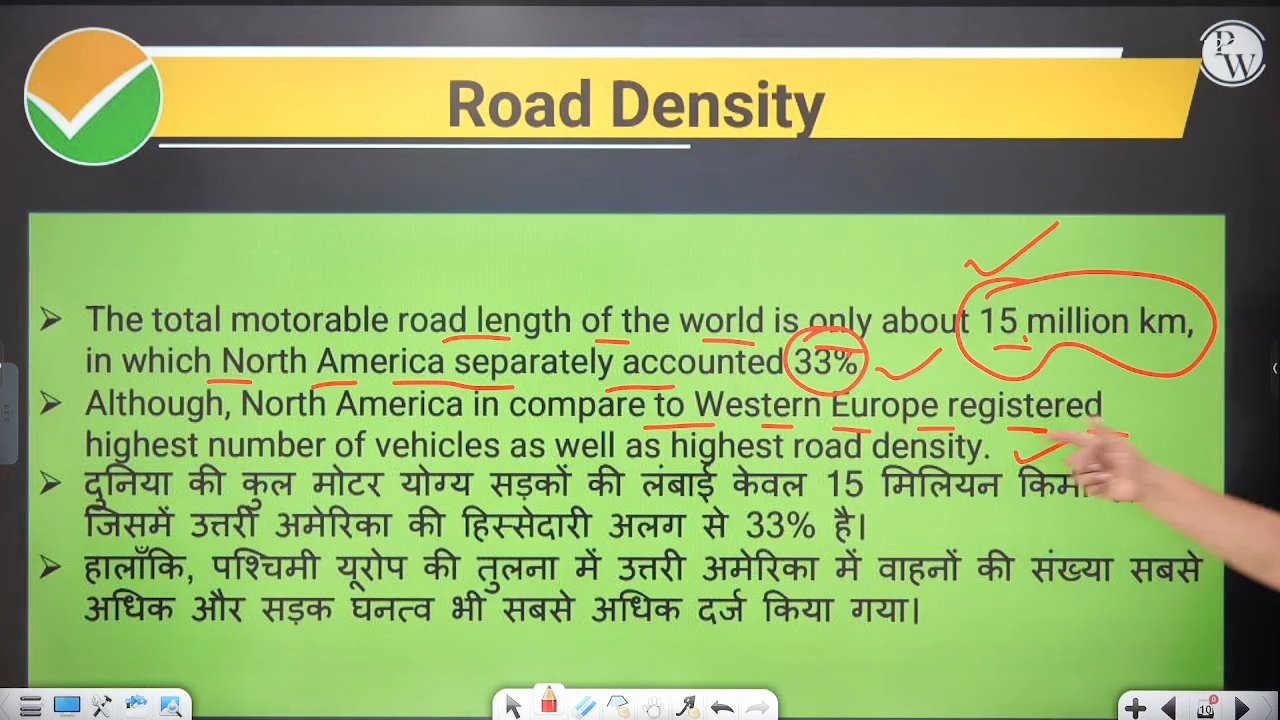 PW
Road Density
➤ The total motorable road length of the world is only about 15 million km,
in which North America separately accounted 33%
➤ Although, North America in compare to Western Europe registered
highest number of vehicles as well as highest road density.
➤ दुनिया की कुल मोटर योग्य सड़कों की लंबाई केवल 15 मिलियन
जिसमें उत्तरी अमेरिका की हिस्सेदारी अलग से 33% है।
➤ हालाँकि, पश्चिमी यूरोप की तुलना में उत्तरी अमेरिका में वाहनों की संख्या सबसे
अधिक और सड़क घनत्व भी सबसे अधिक दर्ज किया गया।
10